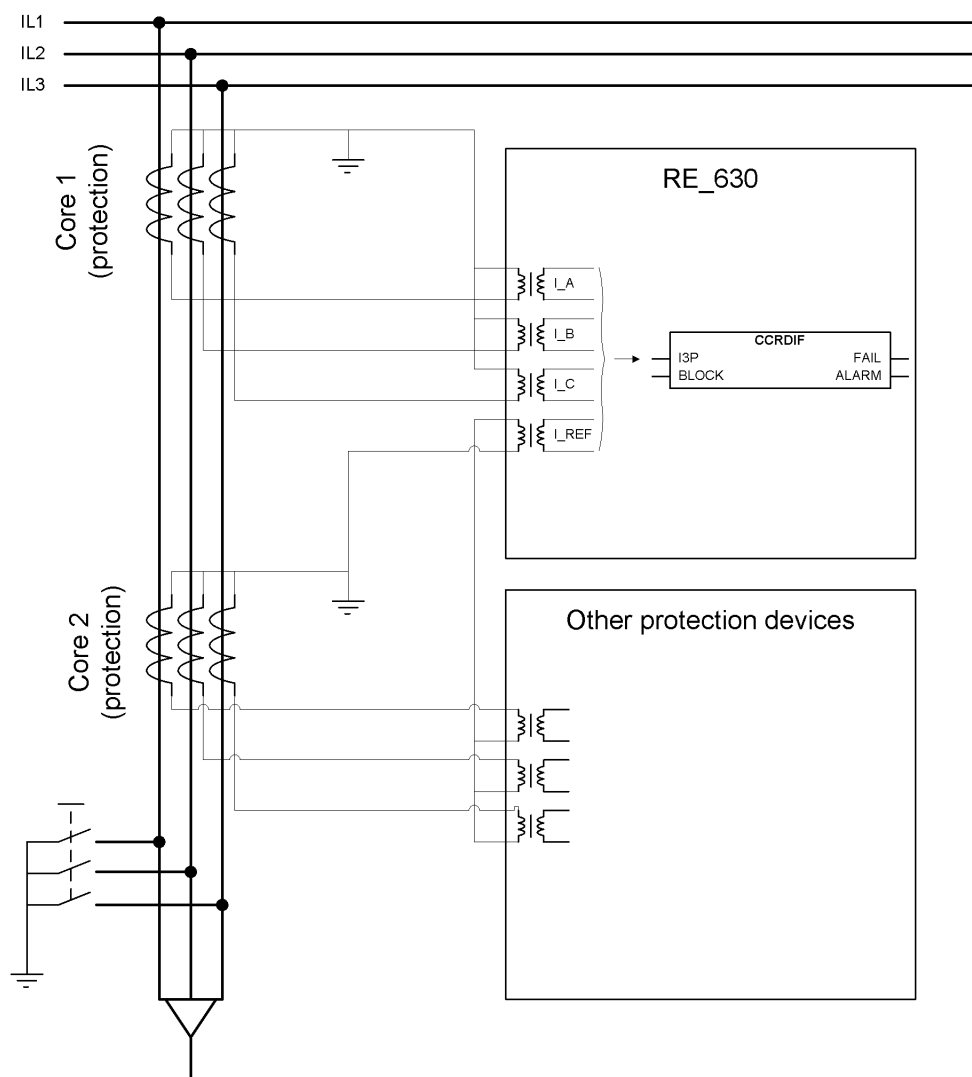 IL1
IL2
IL3
Core 1
(protection)
RE_630
I_A
I_B
I_C
I_REF
CCRDIF
I3P
FAIL
BLOCK
ALARM
Core 2
(protection)
Other protection devices